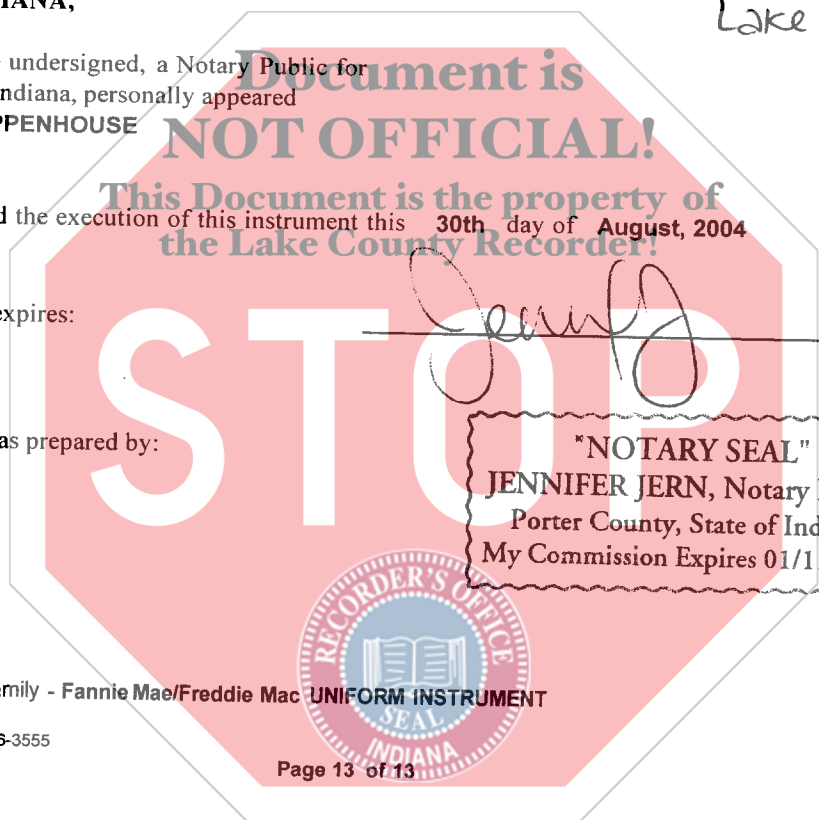 IANA,
Lake
undersigned, a Notary Public for
ndiana, personally appeared
PPENHOUSE
Document is
NOT OFFICIAL!
This Document is the property of
the Lake County Recorder!
d the execution of this instrument this 30th day of August, 2004
expires:
STOP
as prepared by:
"NOTARY SEAL"
JENNIFER JERN, Notary
Porter County, State of Ind
My Commission Expires 01/1
RECORDER'S OFFICE
SEAL
INDIANA
mily - Fannie Mae/Freddie Mac UNIFORM INSTRUMENT
6-3555
Page 13 of 13